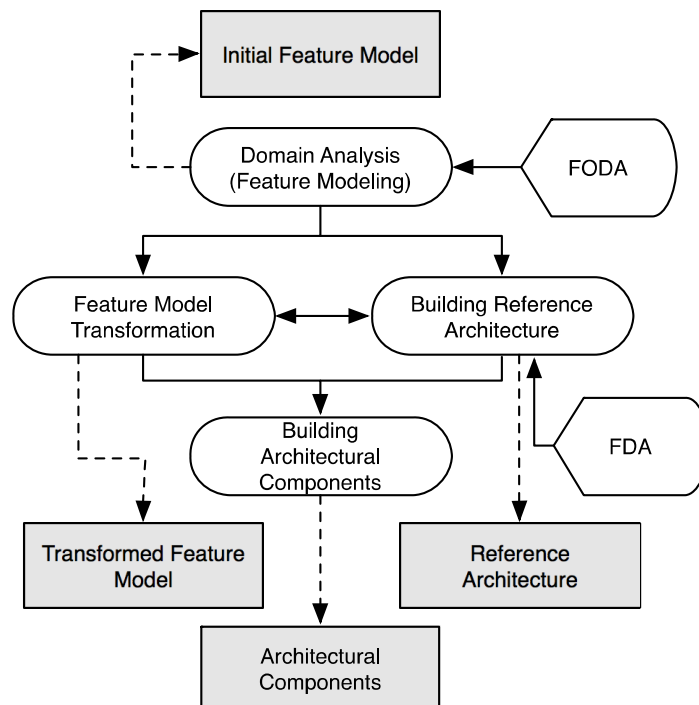 Initial Feature Model
Domain Analysis
(Feature Modeling)
FODA
Feature Model
Transformation
Building Reference
Architecture
Building
Architectural
Components
FDA
Transformed Feature
Model
Reference
Architecture
Architectural
Components